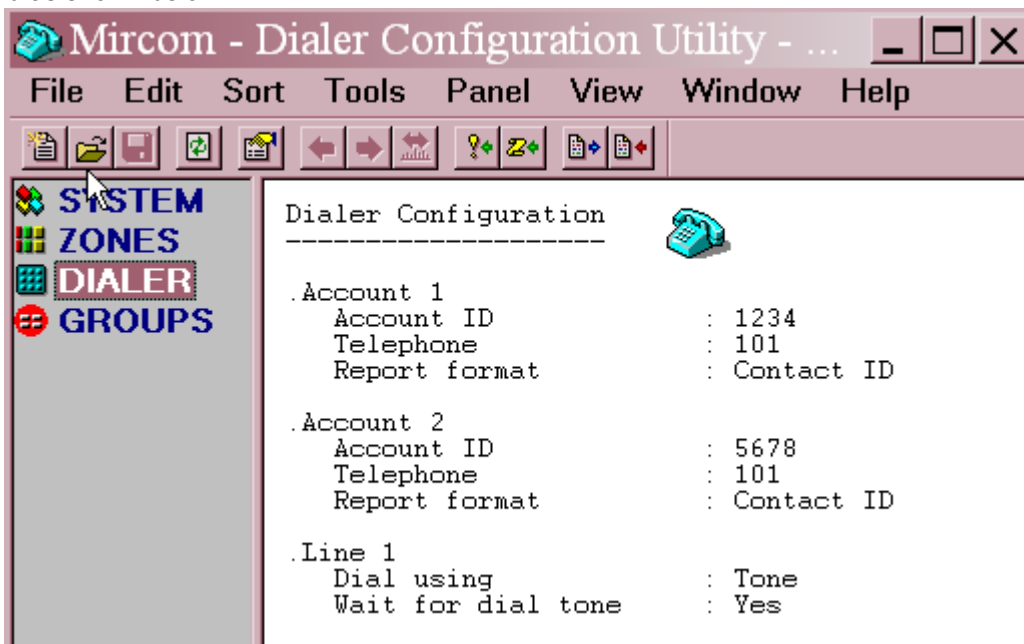 Mircom - Dialer Configuration Utility - ...
File Edit Sort Tools Panel View Window Help
SYSTEM
ZONES
DIALER
GROUPS
Dialer Configuration
--------------------
.Account 1
Account ID : 1234
Telephone : 101
Report format : Contact ID
.Account 2
Account ID : 5678
Telephone : 101
Report format : Contact ID
.Line 1
Dial using : Tone
Wait for dial tone : Yes